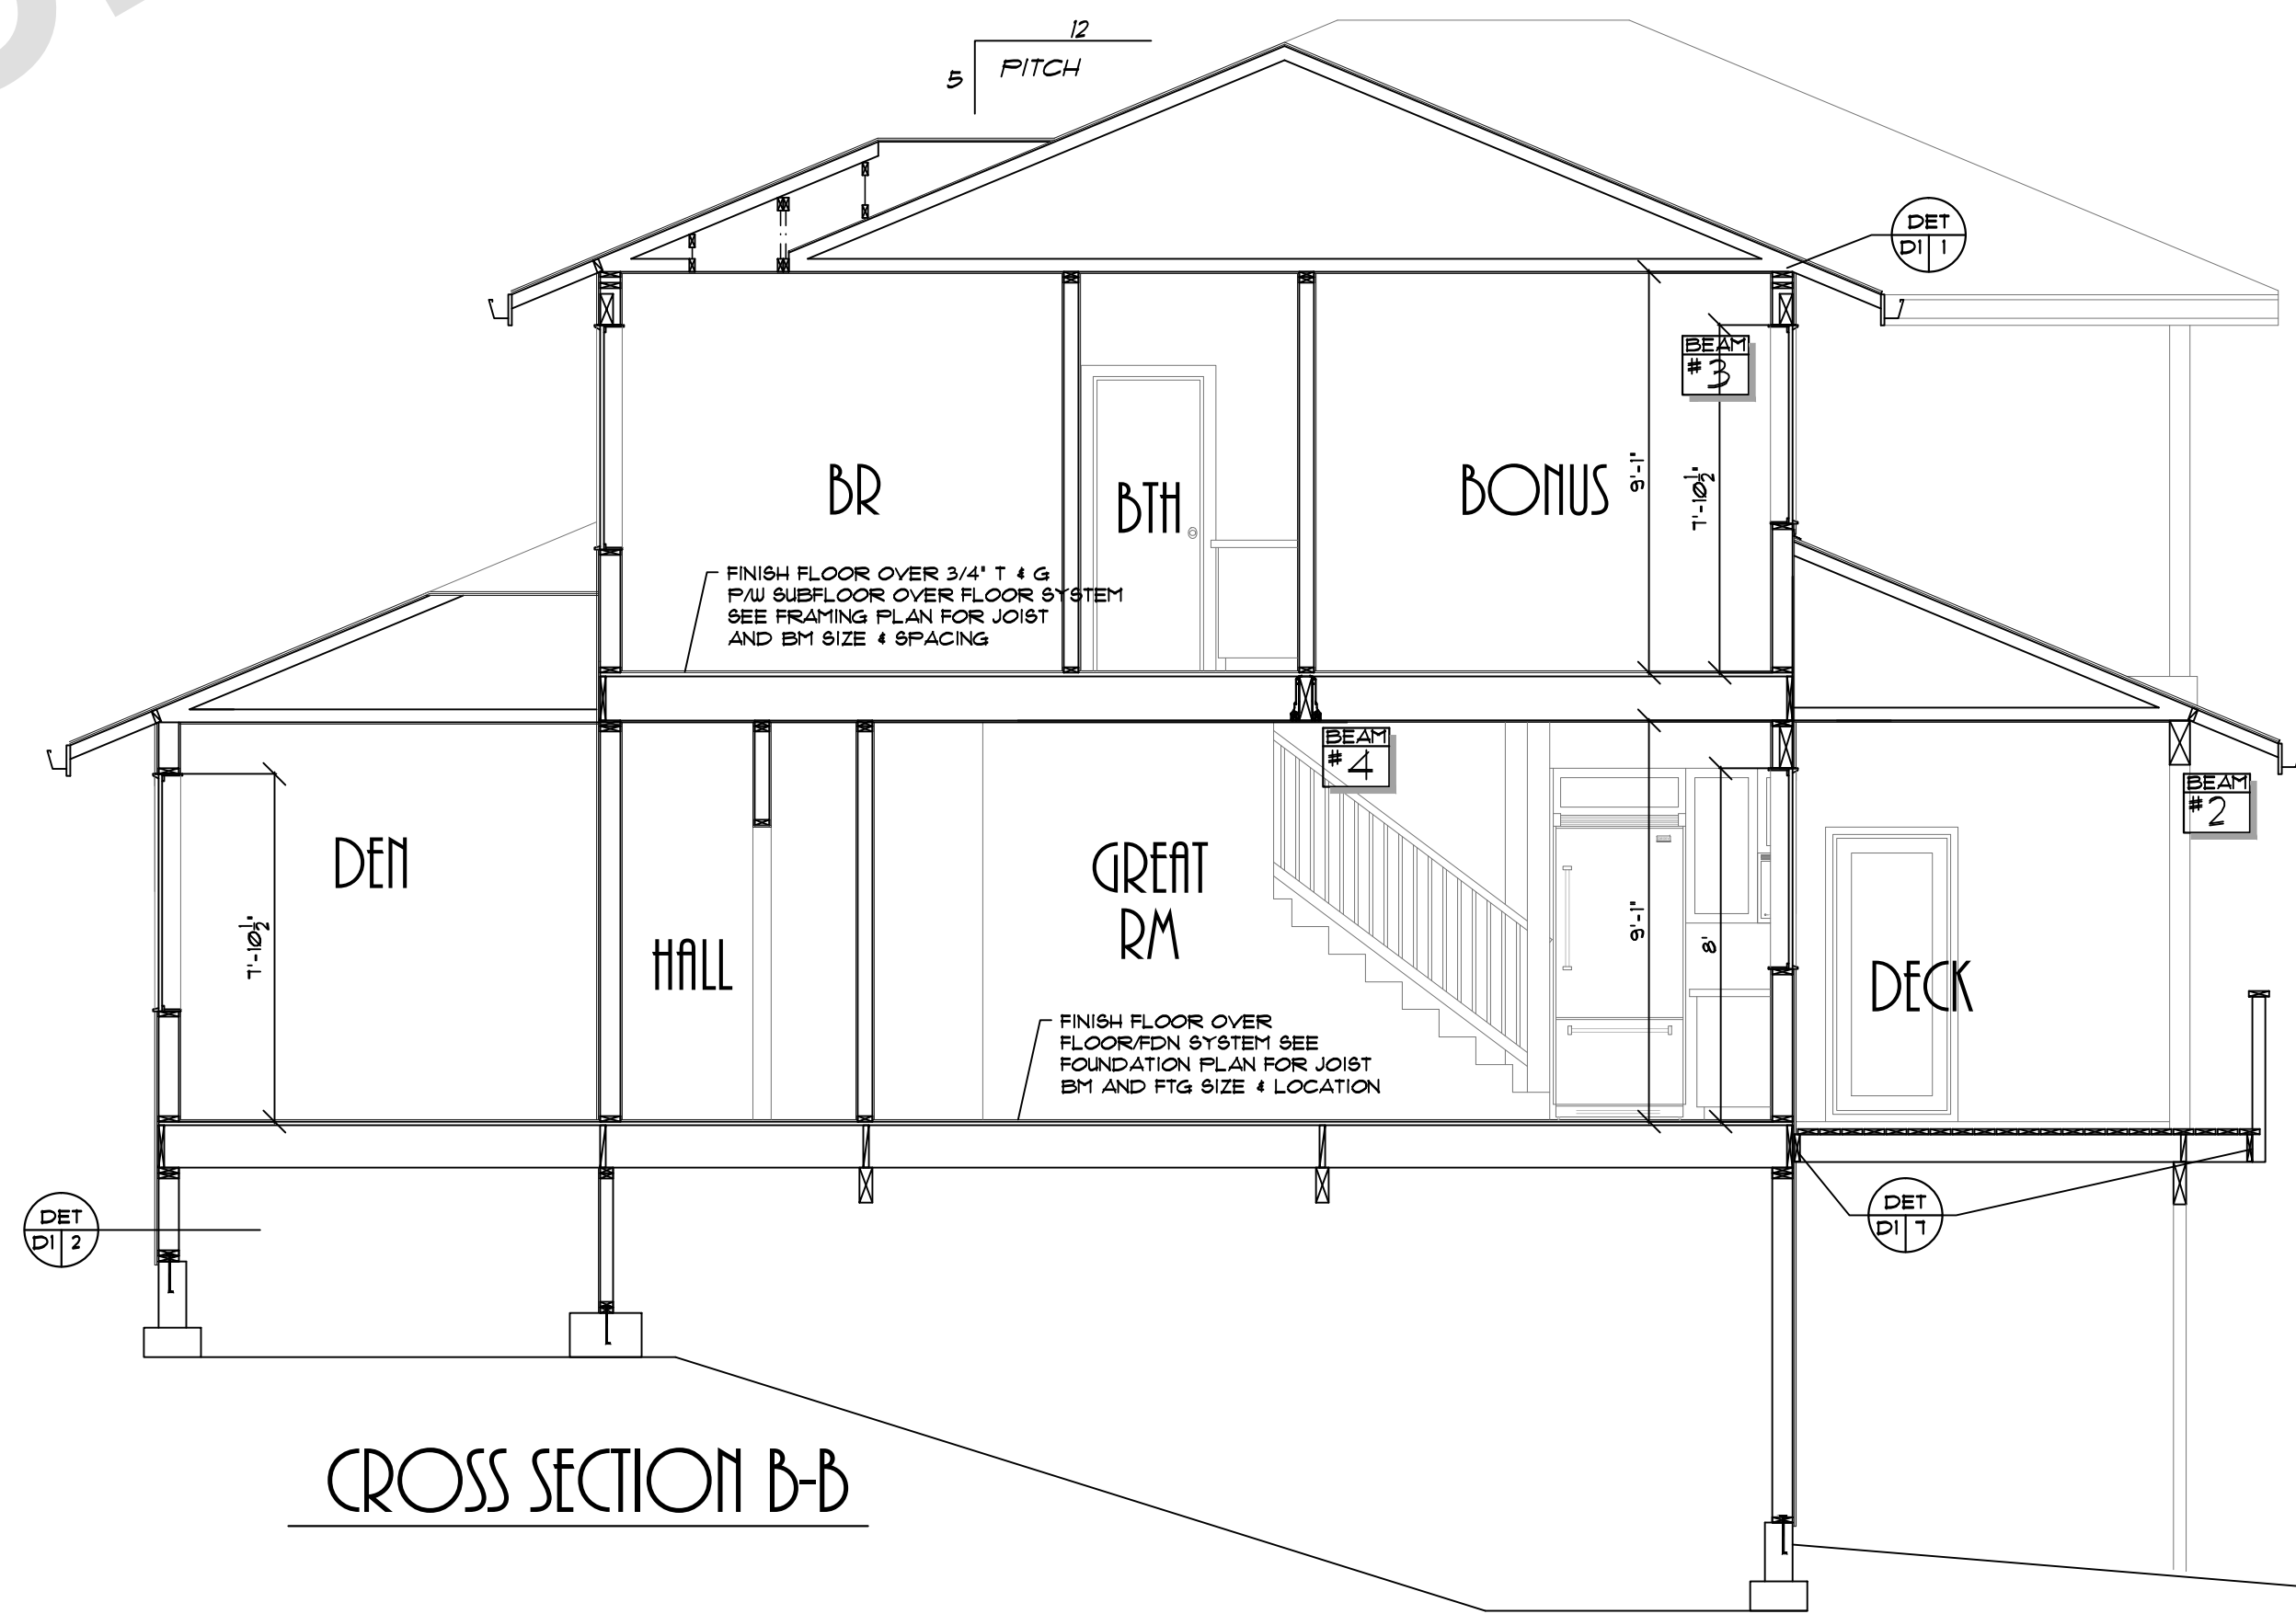 12
5
PITCH
DET
D1 1
BEAM
#3
BR
BTH
BONUS
9'-1"
7'-10½"
FINISH FLOOR OVER 3/4" T & G
P/W SUBFLOOR OVER FLOOR SYSTEM
SEE FRAMING PLAN FOR JOIST
AND BM SIZE & SPACING
BEAM
#4
BEAM
#2
DEN
7'-10½"
HALL
GREAT
RM
9'-1"
8'
DECK
FINISH FLOOR OVER
FLOOR/FDN SYSTEM SEE
FOUNDATION PLAN FOR JOIST
BM AND FTG SIZE & LOCATION
DET
D1 2
DET
D1 7
CROSS SECTION B-B